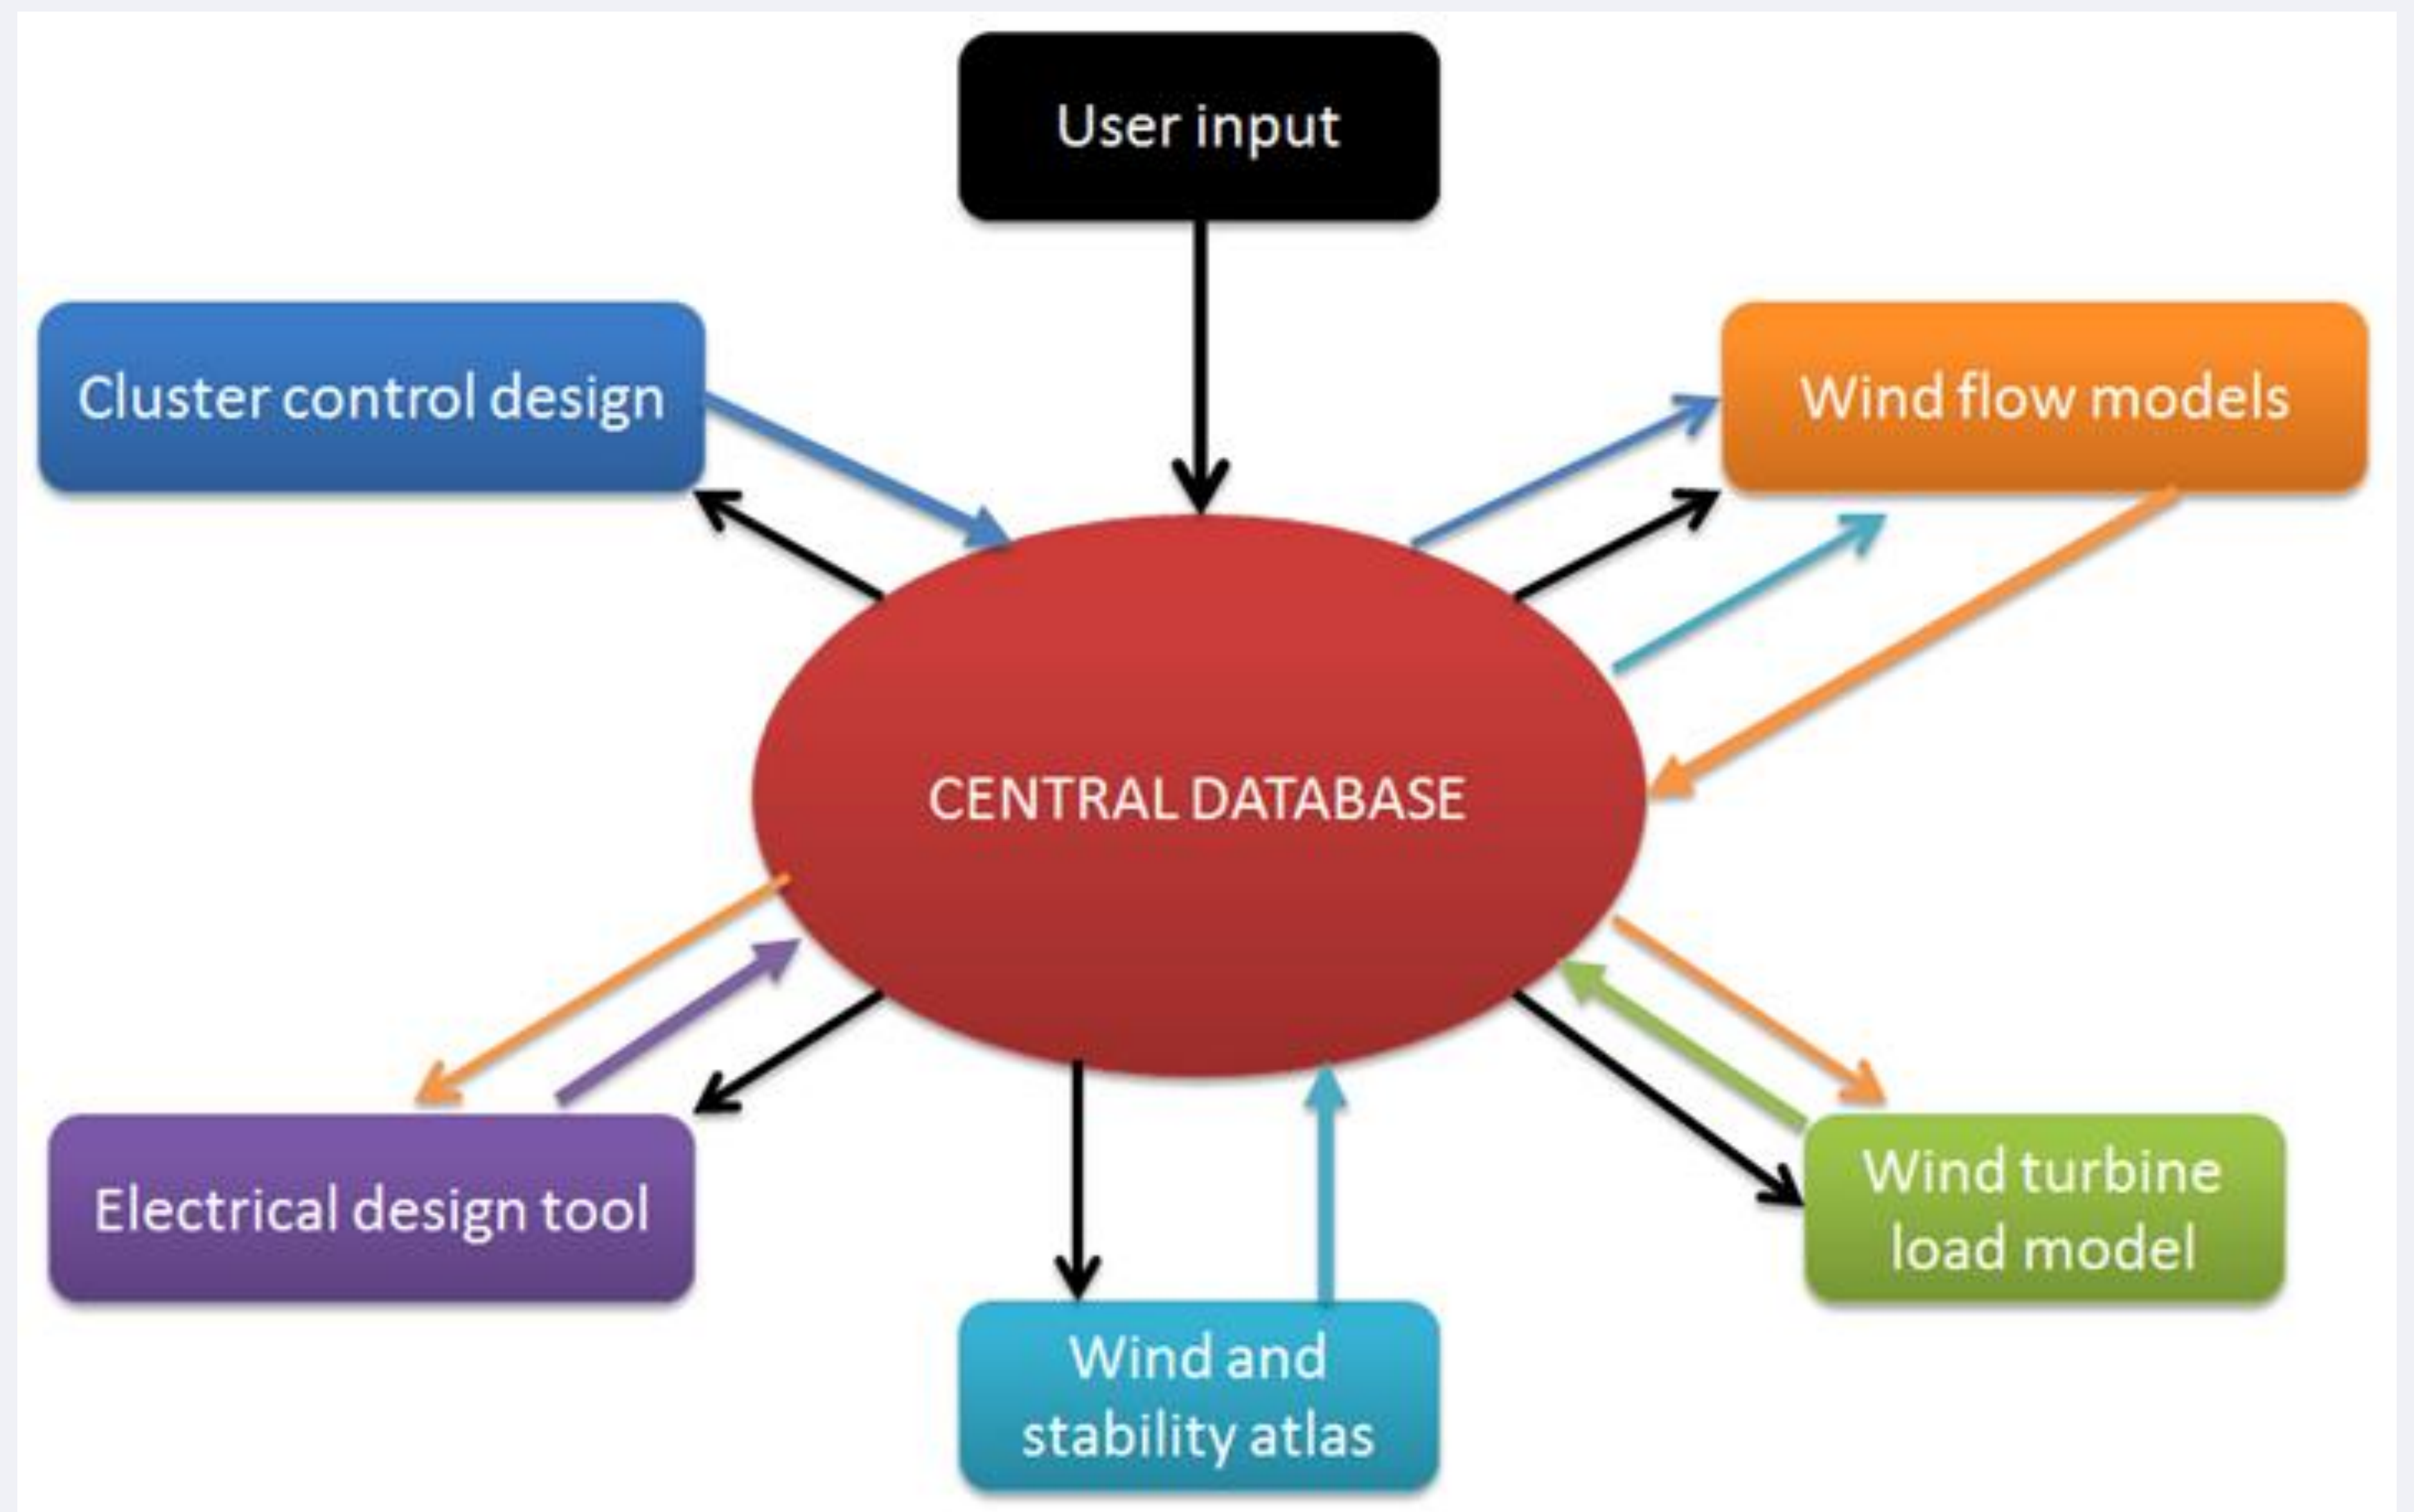 User input
Cluster control design
Wind flow models
CENTRAL DATABASE
Electrical design tool
Wind turbine
load model
Wind and
stability atlas